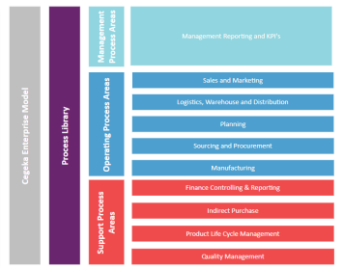 Cegeka Enterprise Model
Process Library
Management
Process Areas
Management Reporting and KPI's
Operating Process Areas
Sales and Marketing
Logistics, Warehouse and Distribution
Planning
Sourcing and Procurement
Manufacturing
Support Process
Areas
Finance Controlling & Reporting
Indirect Purchase
Product Life Cycle Management
Quality Management